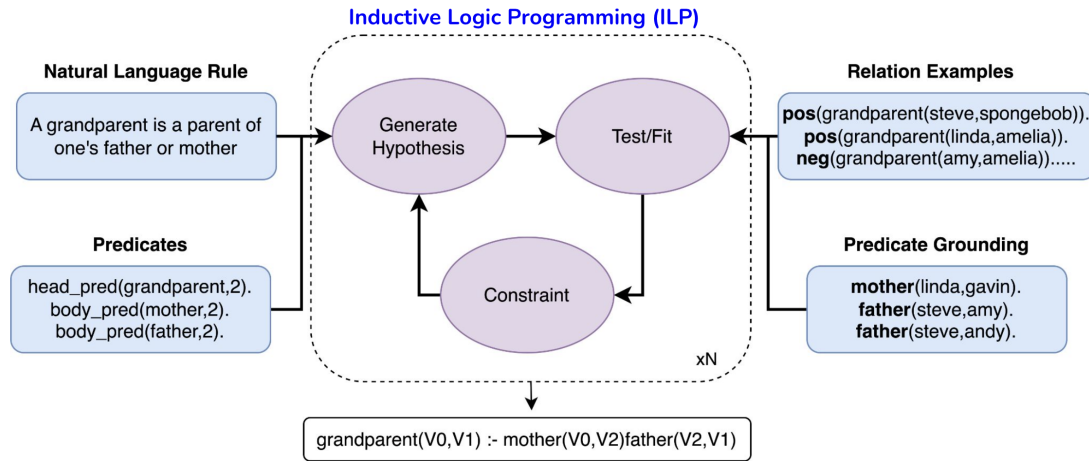 Inductive Logic Programming (ILP)
Natural Language Rule
A grandparent is a parent of
one's father or mother
Predicates
head_pred(grandparent,2).
body_pred(mother,2).
body_pred(father,2).
Generate
Hypothesis
Test/Fit
Constraint
xN
Relation Examples
pos(grandparent(steve,spongebob)).
pos(grandparent(linda,amelia)).
neg(grandparent(amy,amelia)).....
Predicate Grounding
mother(linda,gavin).
father(steve,amy).
father(steve,andy).
grandparent(V0,V1) :- mother(V0,V2)father(V2,V1)